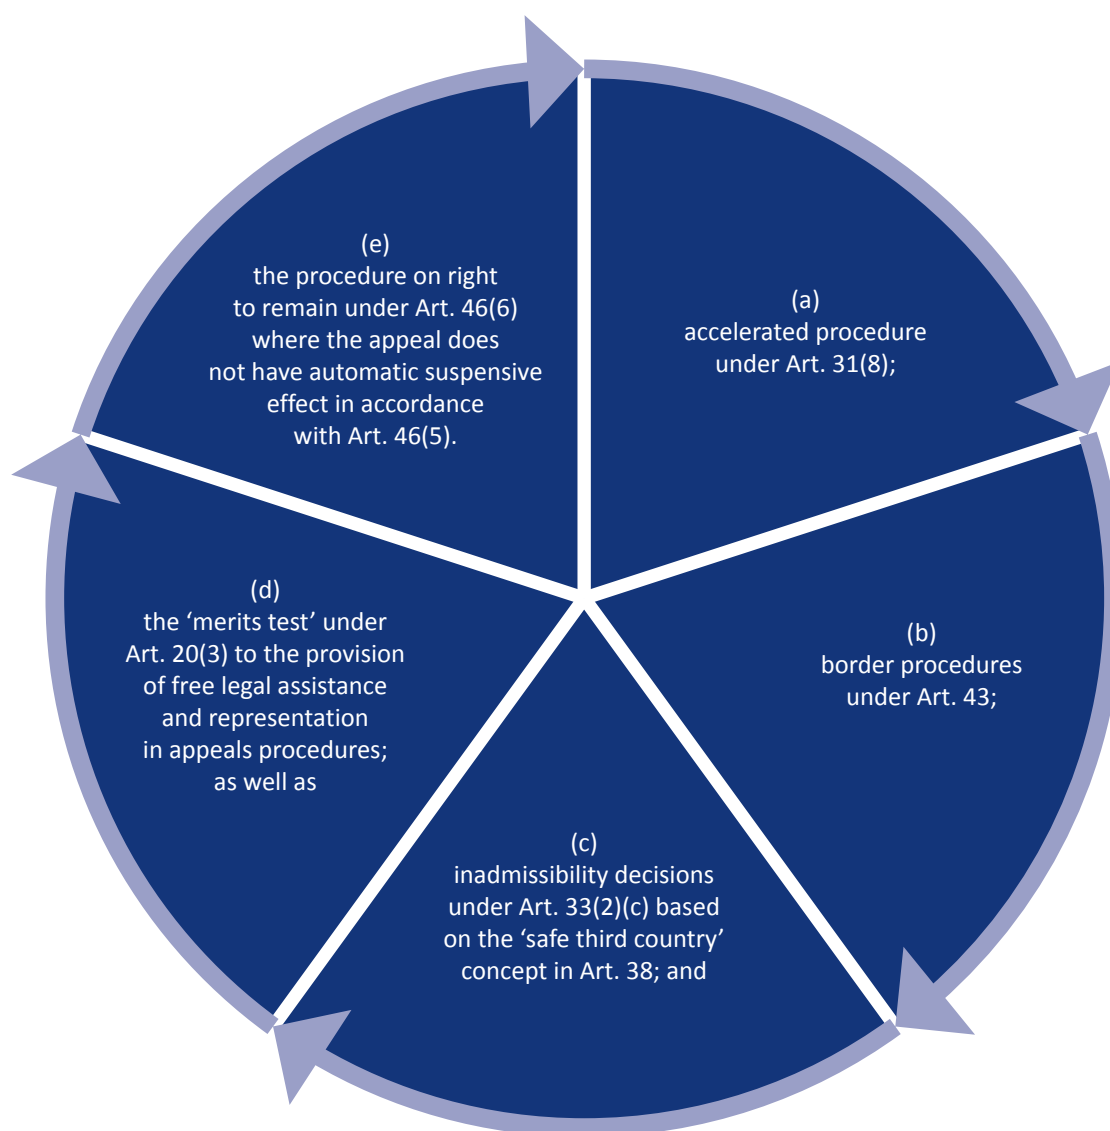 (a)
accelerated procedure
under Art. 31(8);
(b)
border procedures
under Art. 43;
(c)
inadmissibility decisions
under Art. 33(2)(c) based
on the ‘safe third country’
concept in Art. 38; and
(d)
the ‘merits test’ under
Art. 20(3) to the provision
of free legal assistance
and representation
in appeals procedures;
as well as
(e)
the procedure on right
to remain under Art. 46(6)
where the appeal does
not have automatic suspensive
effect in accordance
with Art. 46(5).